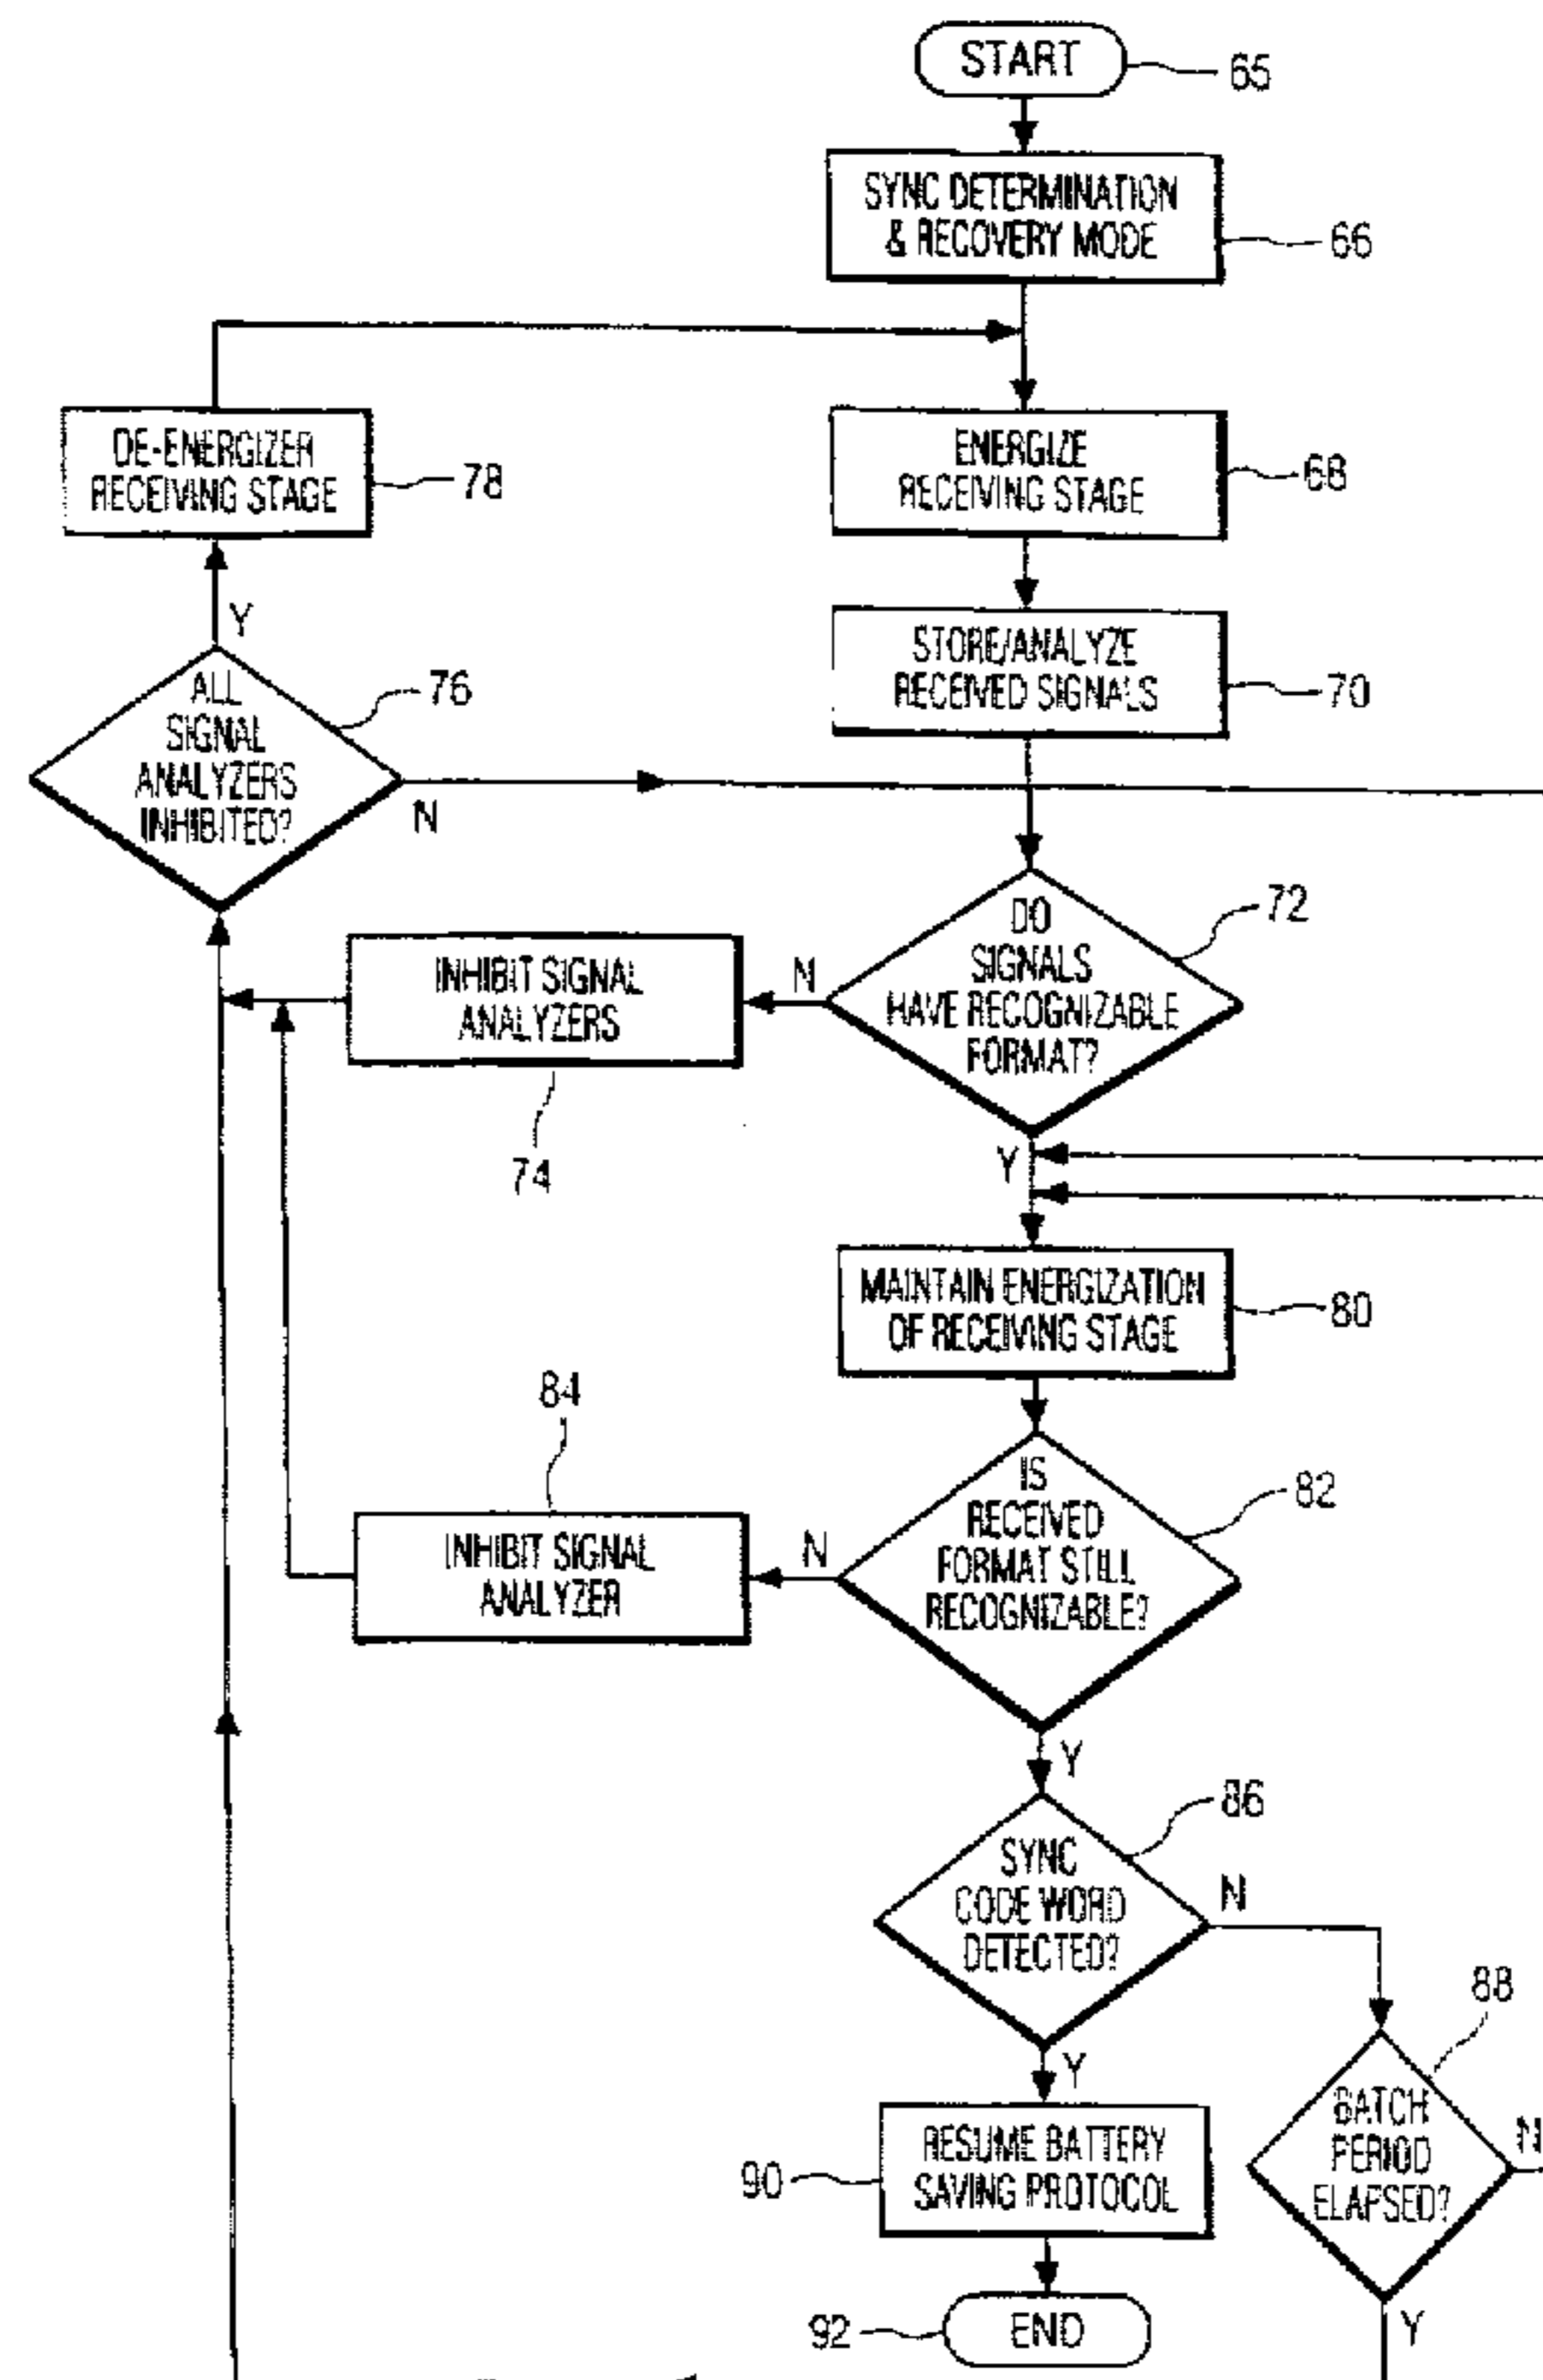 START
65
SYNC DETERMINATION
& RECOVERY MODE
66
DE-ENERGIZER
RECEIVING STAGE
78
ENERGIZE
RECEIVING STAGE
68
Y
STORE/ANALYZE
RECEIVED SIGNALS
70
ALL
SIGNAL
ANALYZERS
INHIBITED?
76
N
DO
SIGNALS
HAVE RECOGNIZABLE
FORMAT?
72
N
INHIBIT SIGNAL
ANALYZERS
74
Y
MAINTAIN ENERGIZATION
OF RECEIVING STAGE
80
84
IS
RECEIVED
FORMAT STILL
RECOGNIZABLE?
82
N
INHIBIT SIGNAL
ANALYZER
Y
86
SYNC
CODE WORD
DETECTED?
N
88
Y
BATCH
PERIOD
ELAPSED?
N
RESUME BATTERY
SAVING PROTOCOL
90
END
92
Y